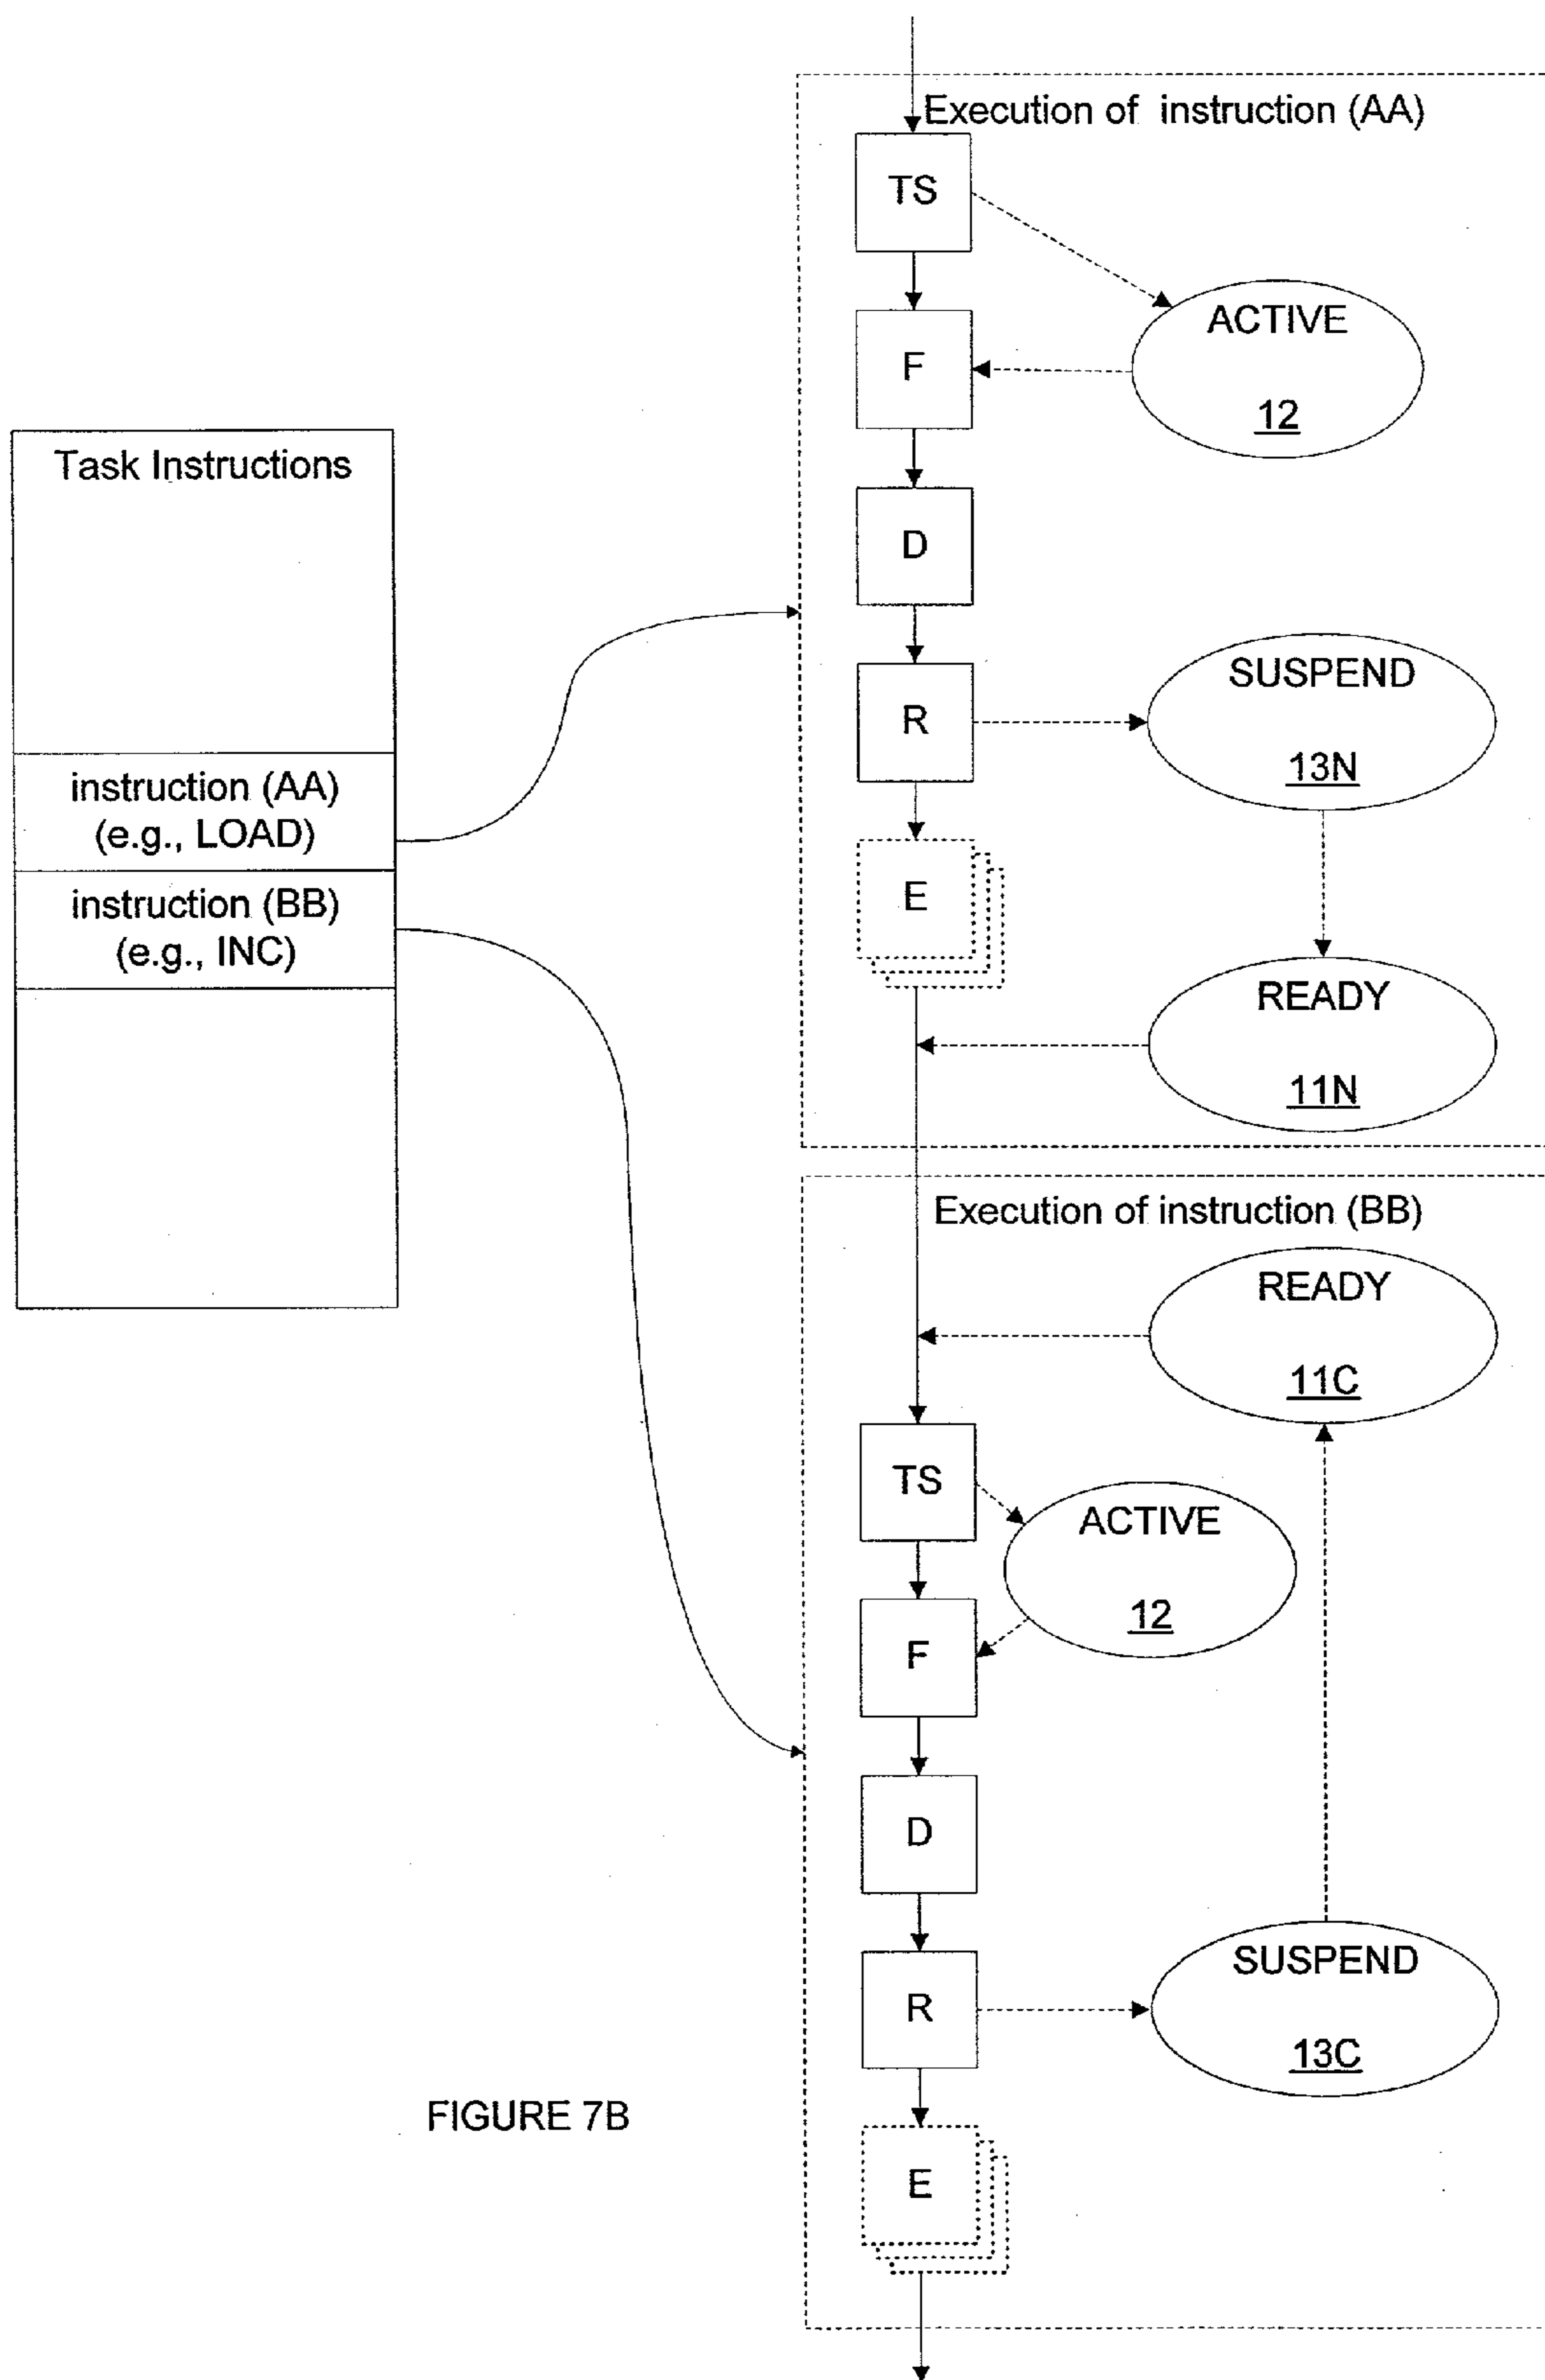 Execution of instruction (AA)
TS
ACTIVE
F
12
Task Instructions
D
SUSPEND
R
13N
instruction (AA)
(e.g., LOAD)
E
instruction (BB)
(e.g., INC)
READY
11N
Execution of instruction (BB)
READY
11C
TS
ACTIVE
12
F
D
SUSPEND
R
13C
FIGURE 7B
E